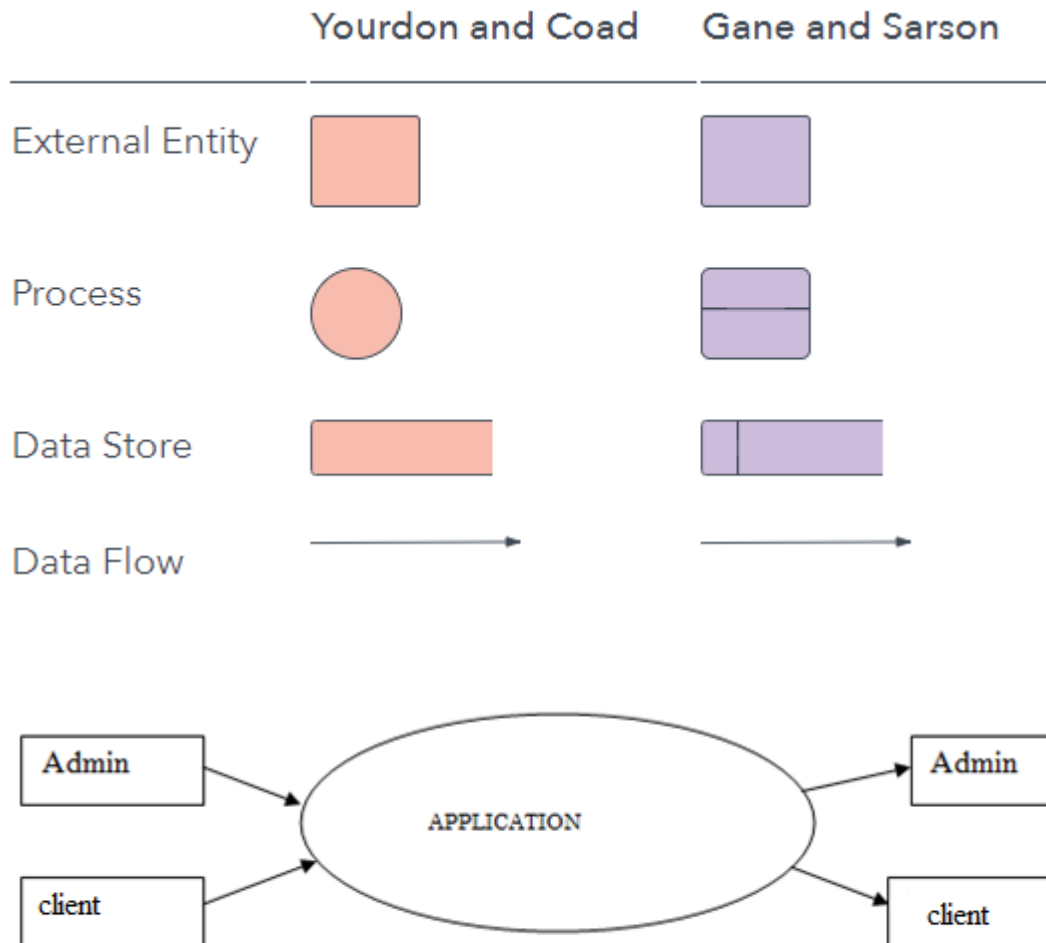 Yourdon and Coad Gane and Sarson
External Entity
Process
Data Store
Data Flow
Admin Admin
APPLICATION
client client